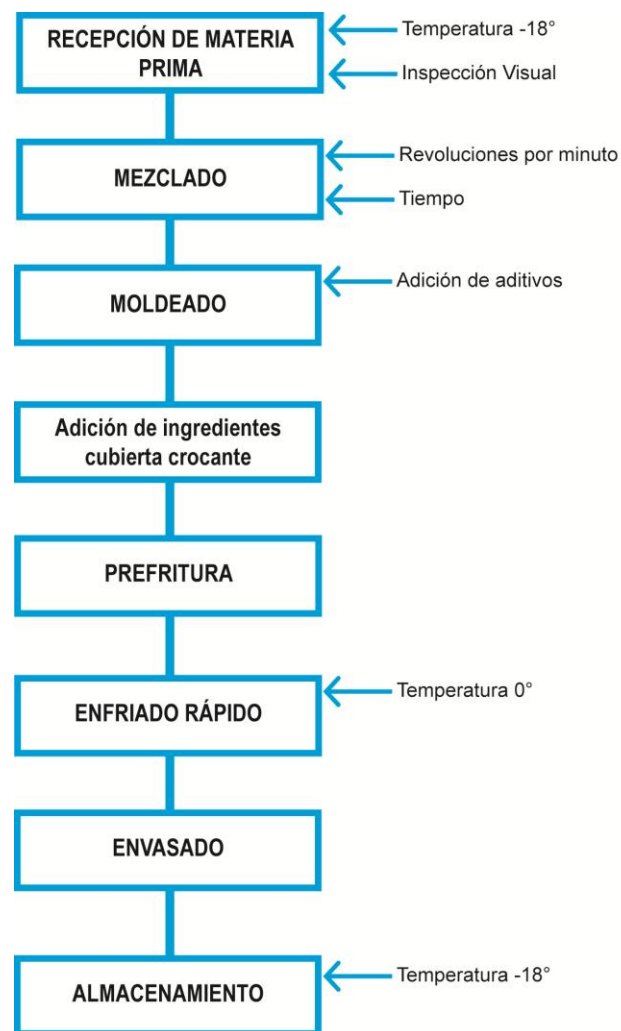 RECEPCIÓN DE MATERIA
PRIMA
Temperatura -18°
Inspección Visual
MEZCLADO
Revoluciones por minuto
Tiempo
MOLDEADO
Adición de aditivos
Adición de ingredientes
cubierta crocante
PREFRITURA
ENFRIADO RÁPIDO
Temperatura 0°
ENVASADO
ALMACENAMIENTO
Temperatura -18°